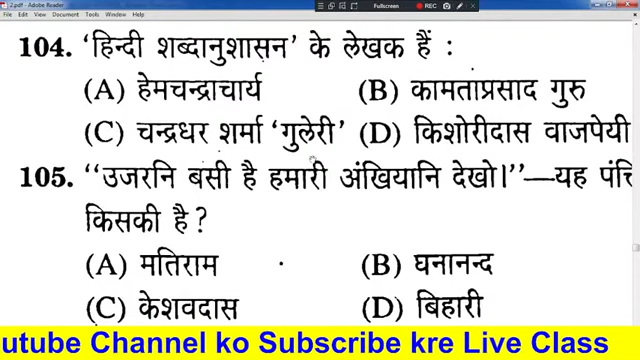 2.pdf - Adobe Reader
File Edit View Document Tools Window Help
Fullscreen REC
104. 'हिन्दी शब्दानुशासन' के लेखक हैं :
(A) हेमचन्द्राचार्य (B) कामताप्रसाद गुरु
(C) चन्द्रधर शर्मा 'गुलेरी' (D) किशोरीदास वाजपेयी
105. "उजरनि बसी है हमारी अंखियानि देखो।"—यह
किसकी है ?
(A) मतिराम (B) घनानन्द
(C) केशवदास (D) बिहारी
utube Channel ko Subscribe kre Live Class